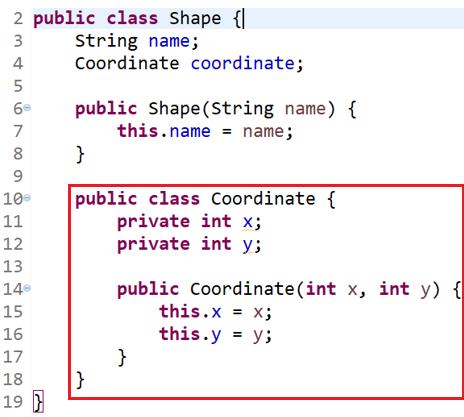 2 public class Shape {
3     String name;
4     Coordinate coordinate;
5
6     public Shape(String name) {
7         this.name = name;
8     }
9
10     public class Coordinate {
11         private int x;
12         private int y;
13
14         public Coordinate(int x, int y) {
15             this.x = x;
16             this.y = y;
17         }
18     }
19 }